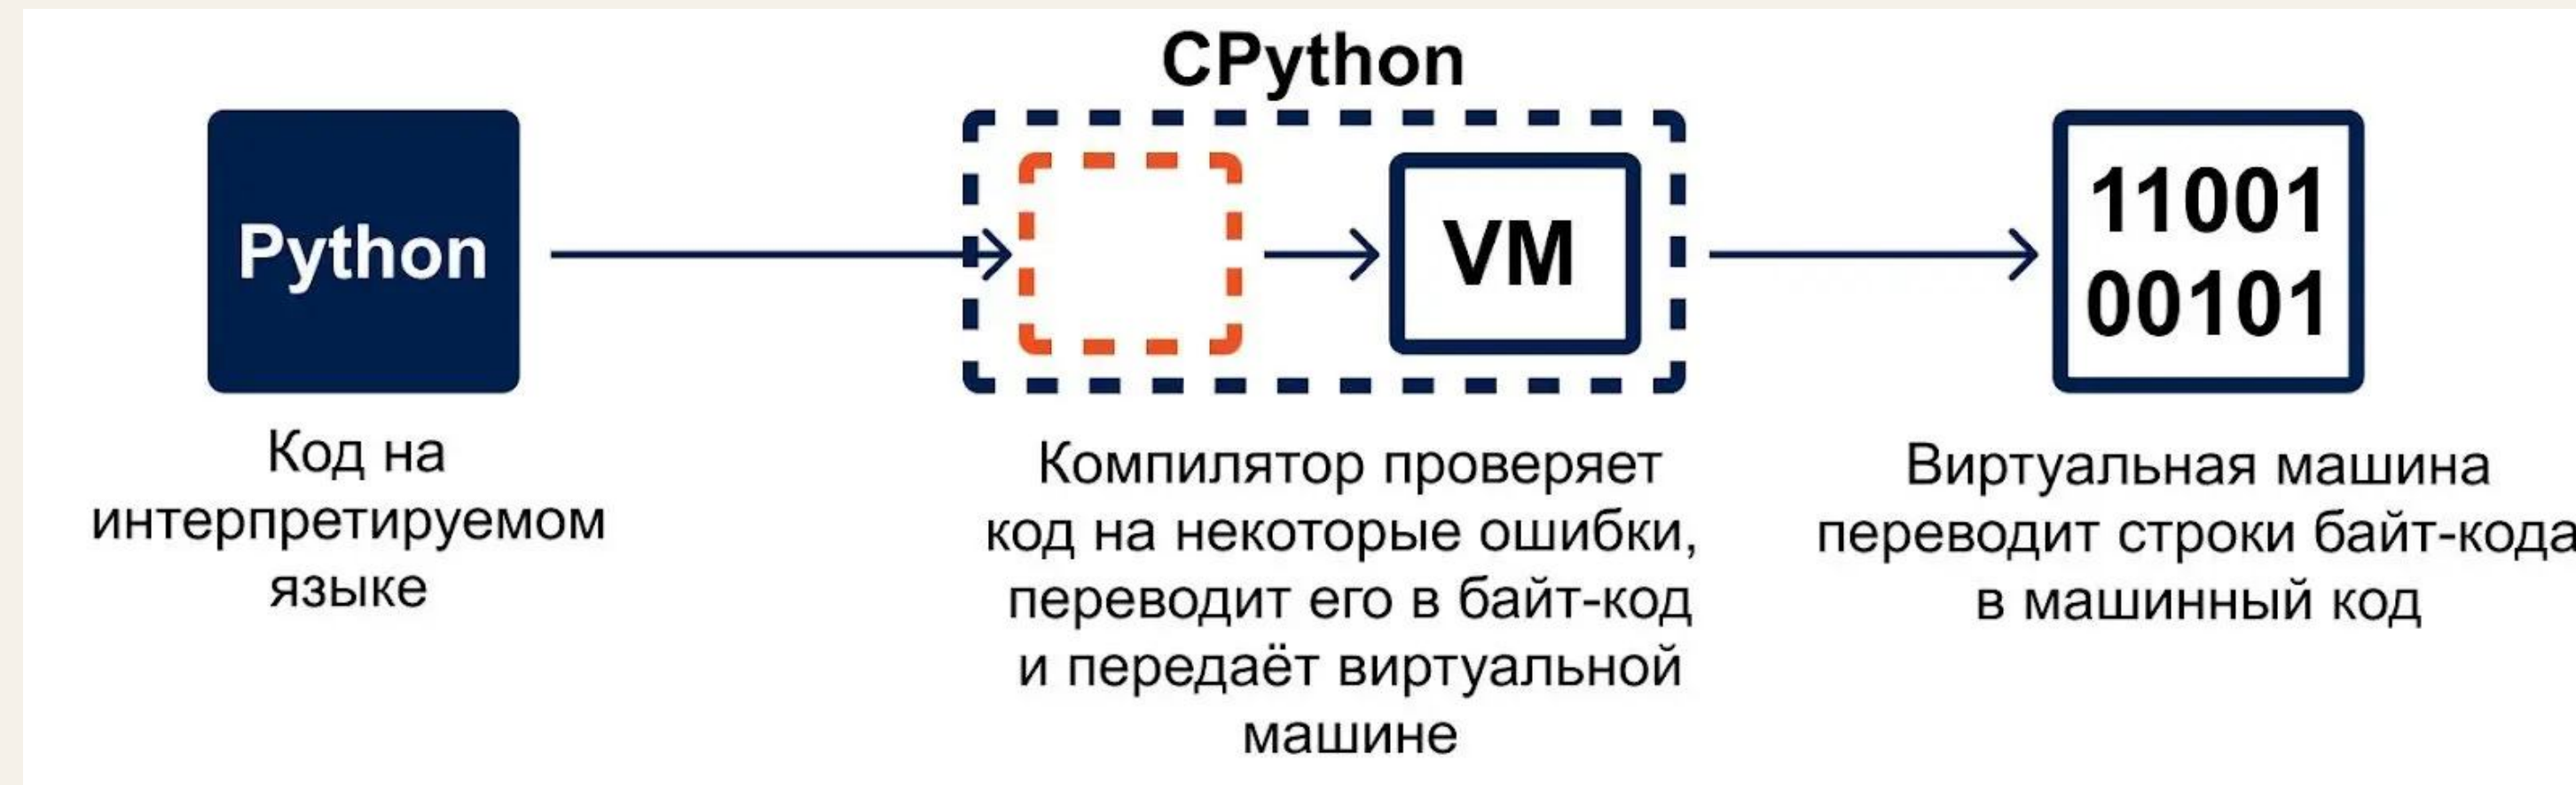 CPython
Python
VM
11001
00101
Код на
интерпретируемом
языке
Компилятор проверяет
код на некоторые ошибки,
переводит его в байт-код
и передаёт виртуальной
машине
Виртуальная машина
переводит строки байт-кода
в машинный код